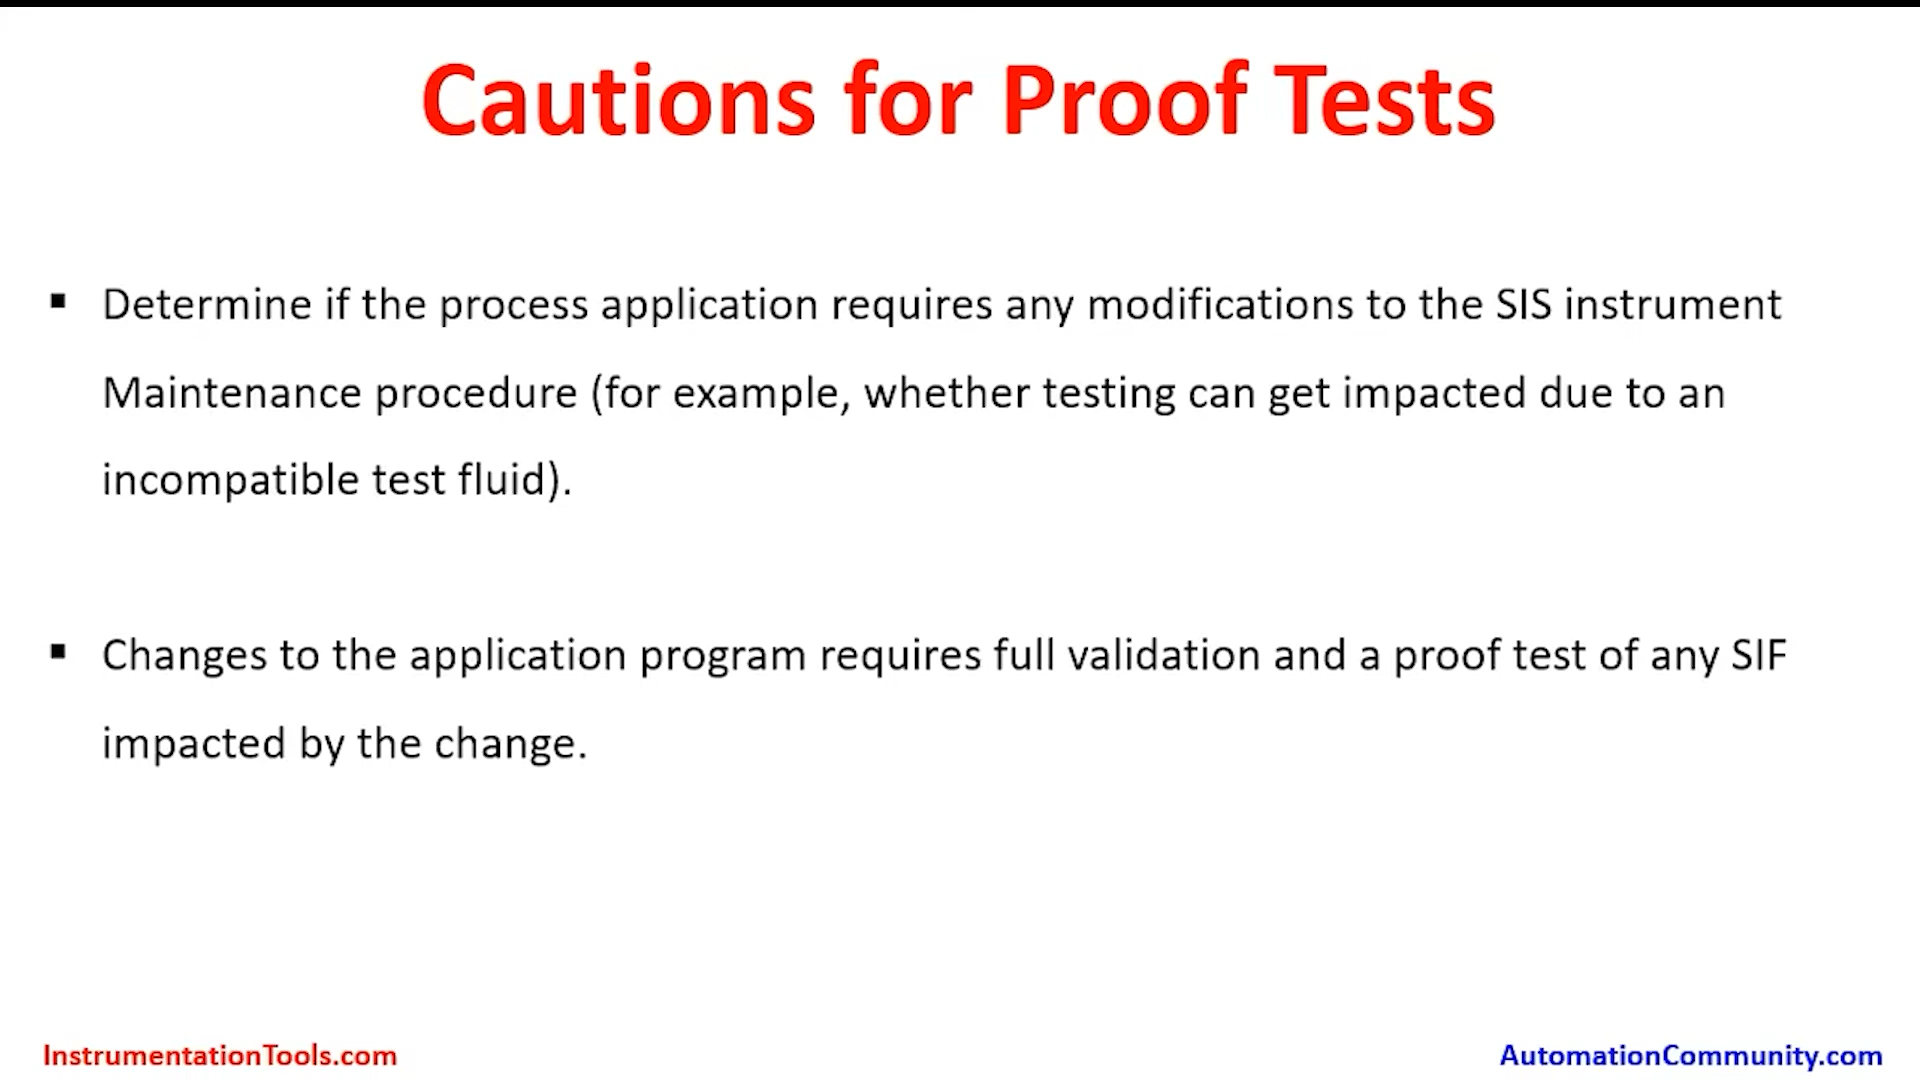 Cautions for Proof Tests
▪ Determine if the process application requires any modifications to the SIS instrument
Maintenance procedure (for example, whether testing can get impacted due to an
incompatible test fluid).
▪ Changes to the application program requires full validation and a proof test of any SIF
impacted by the change.
InstrumentationTools.com
AutomationCommunity.com